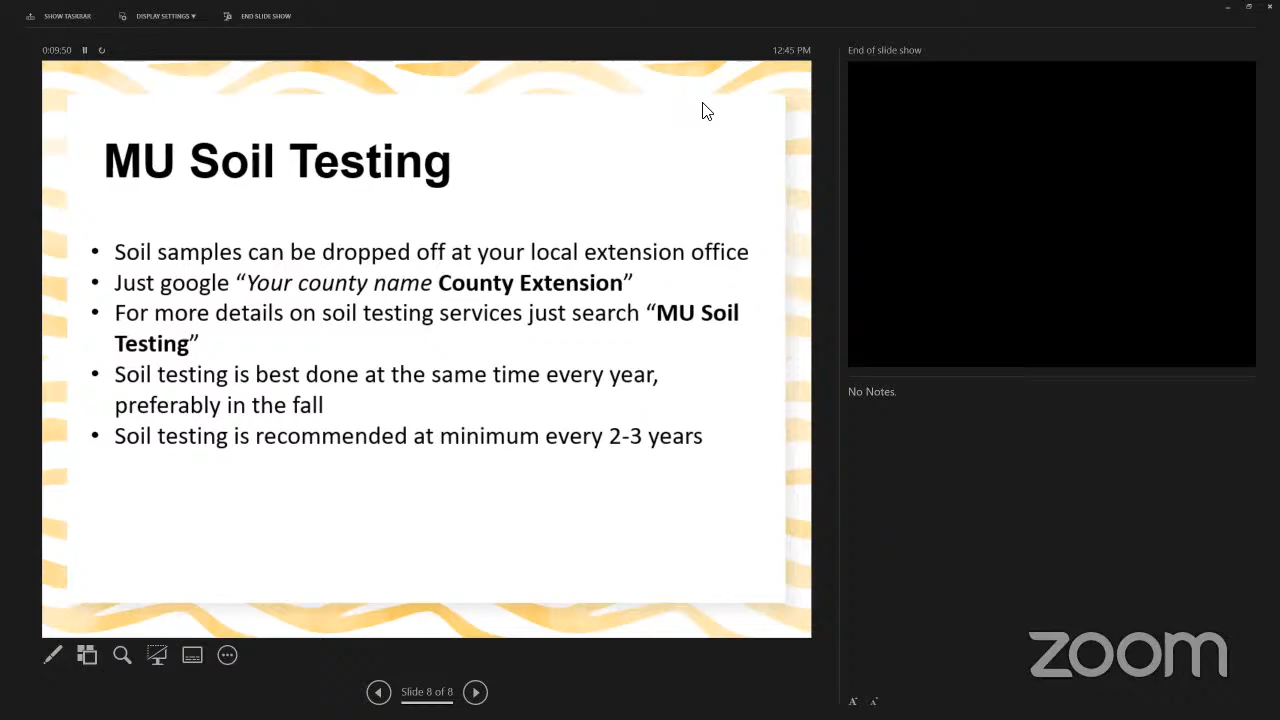 SHOW TASKBAR DISPLAY SETTINGS ▾ END SLIDE SHOW
0:09:50 12:45 PM
End of slide show
MU Soil Testing
• Soil samples can be dropped off at your local extension office
• Just google “Your county name County Extension”
• For more details on soil testing services just search “MU Soil
Testing”
• Soil testing is best done at the same time every year,
preferably in the fall
• Soil testing is recommended at minimum every 2-3 years
No Notes.
Slide 8 of 8
zoom
A A